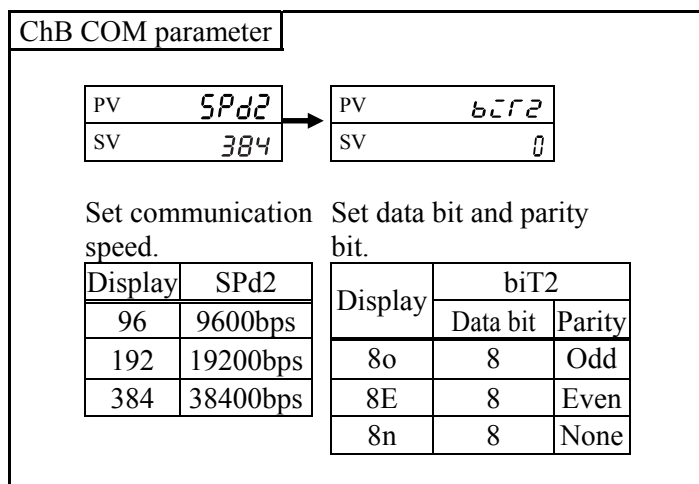 ChB COM parameter
PV SPd2
SV 384
PV biT2
SV 0
Set communication speed.
Display SPd2
96 9600bps
192 19200bps
384 38400bps
Set data bit and parity bit.
Display biT2
Data bit Parity
8o 8 Odd
8E 8 Even
8n 8 None